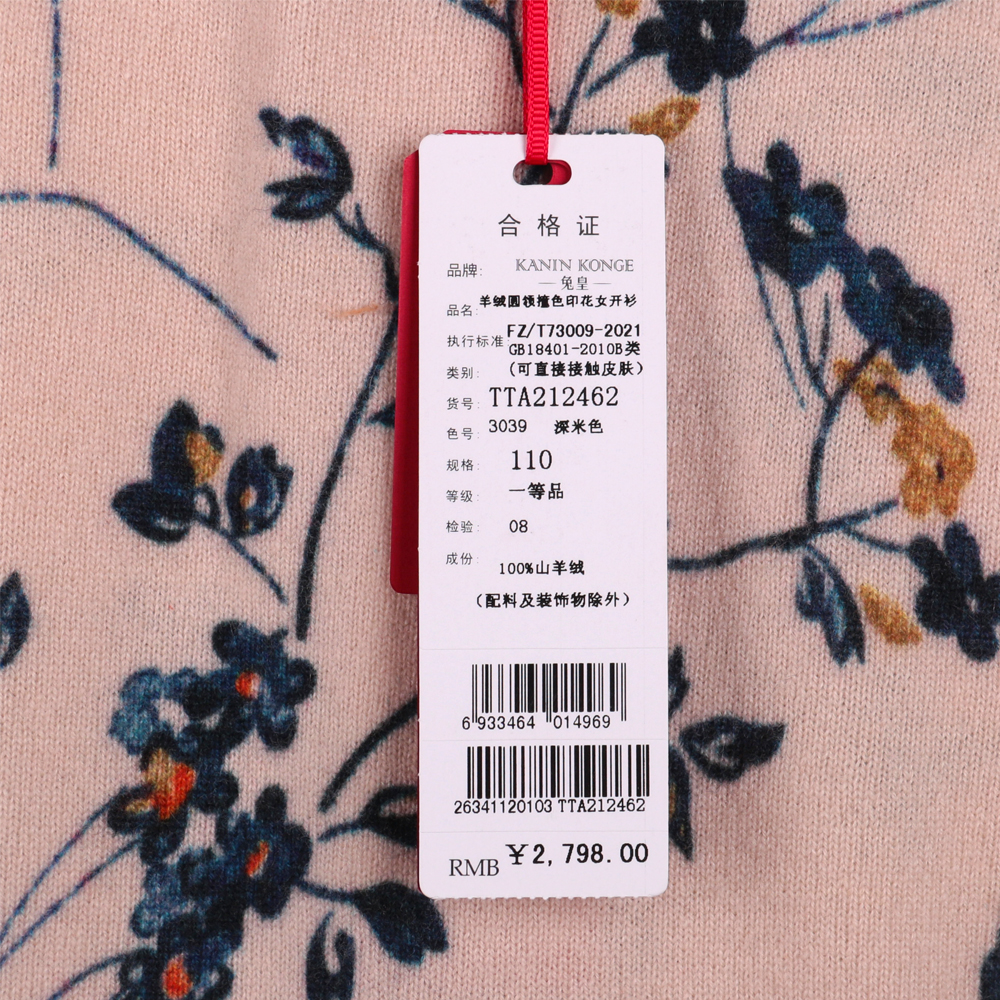 合格证
品牌: KANIN KONGE
兔皇
品名: 羊绒圆领撞色印花女开衫
执行标准: FZ/T73009-2021
GB18401-2010B类
类别: (可直接接触皮肤)
货号: TTA212462
色号: 3039 深米色
规格: 110
等级: 一等品
检验: 08
成份: 100%山羊绒
(配料及装饰物除外)
6 933464 014969
26341120103 TTA212462
RMB ¥2,798.00